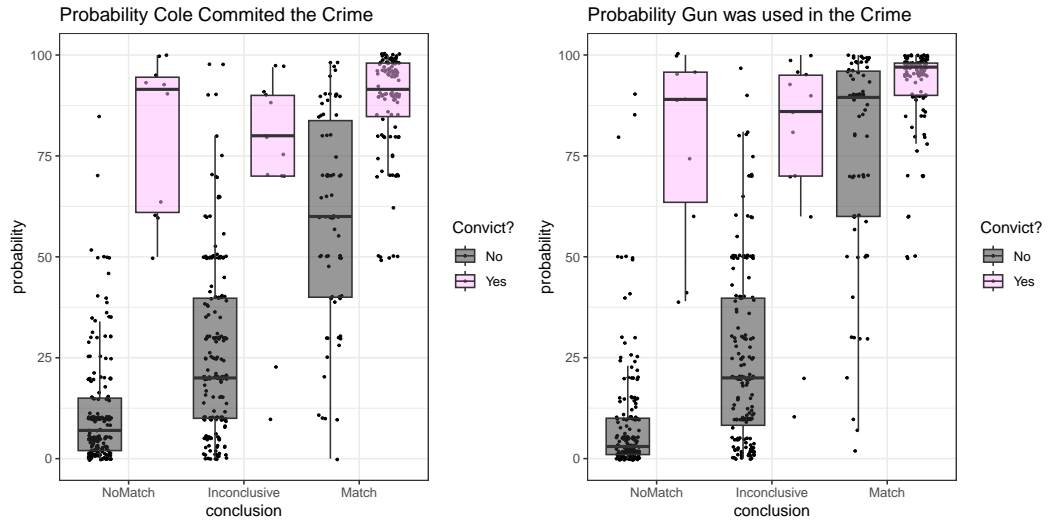 Probability Cole Commited the Crime
100
75
50
25
0
probability
NoMatch
Inconclusive
Match
conclusion
Convict?
No
Yes
Probability Gun was used in the Crime
100
75
50
25
0
probability
NoMatch
Inconclusive
Match
conclusion
Convict?
No
Yes